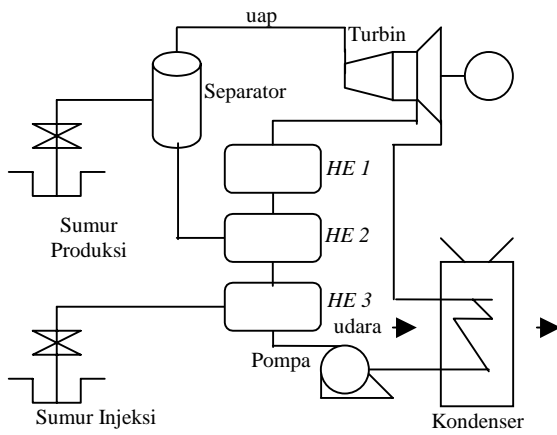 uap
Turbin
Separator
HE 1
Sumur
Produksi
HE 2
HE 3
udara
Pompa
Sumur Injeksi
Kondenser